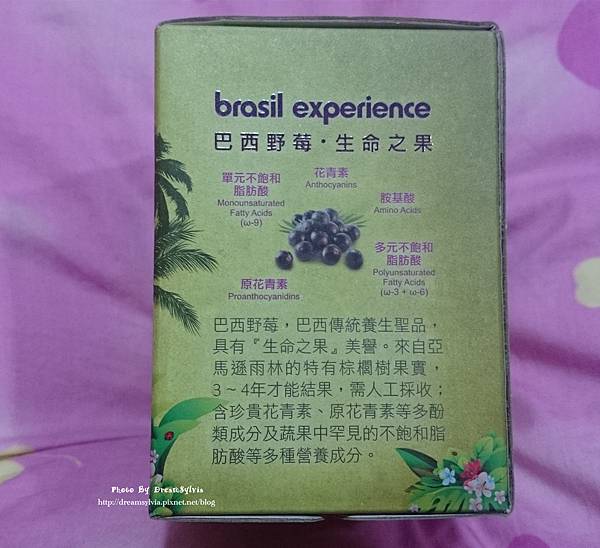 brasil experience
巴西野莓·生命之果
單元不飽和
脂肪酸
Monounsaturated
Fatty Acids
(ω-9)
花青素
Anthocyanins
胺基酸
Amino Acids
多元不飽和
脂肪酸
Polyunsaturated
Fatty Acids
(ω-3 + ω-6)
原花青素
Proanthocyanidins
巴西野莓，巴西傳統養生聖品，
具有『生命之果』美譽。來自亞
馬遜雨林的特有棕櫚樹果實，
3～4年才能結果，需人工採收；
含珍貴花青素、原花青素等多酚
類成分及蔬果中罕見的不飽和脂
肪酸等多種營養成分。
Photo By DreamSylvia
http://dreamsylvia.pixnet.net/blog